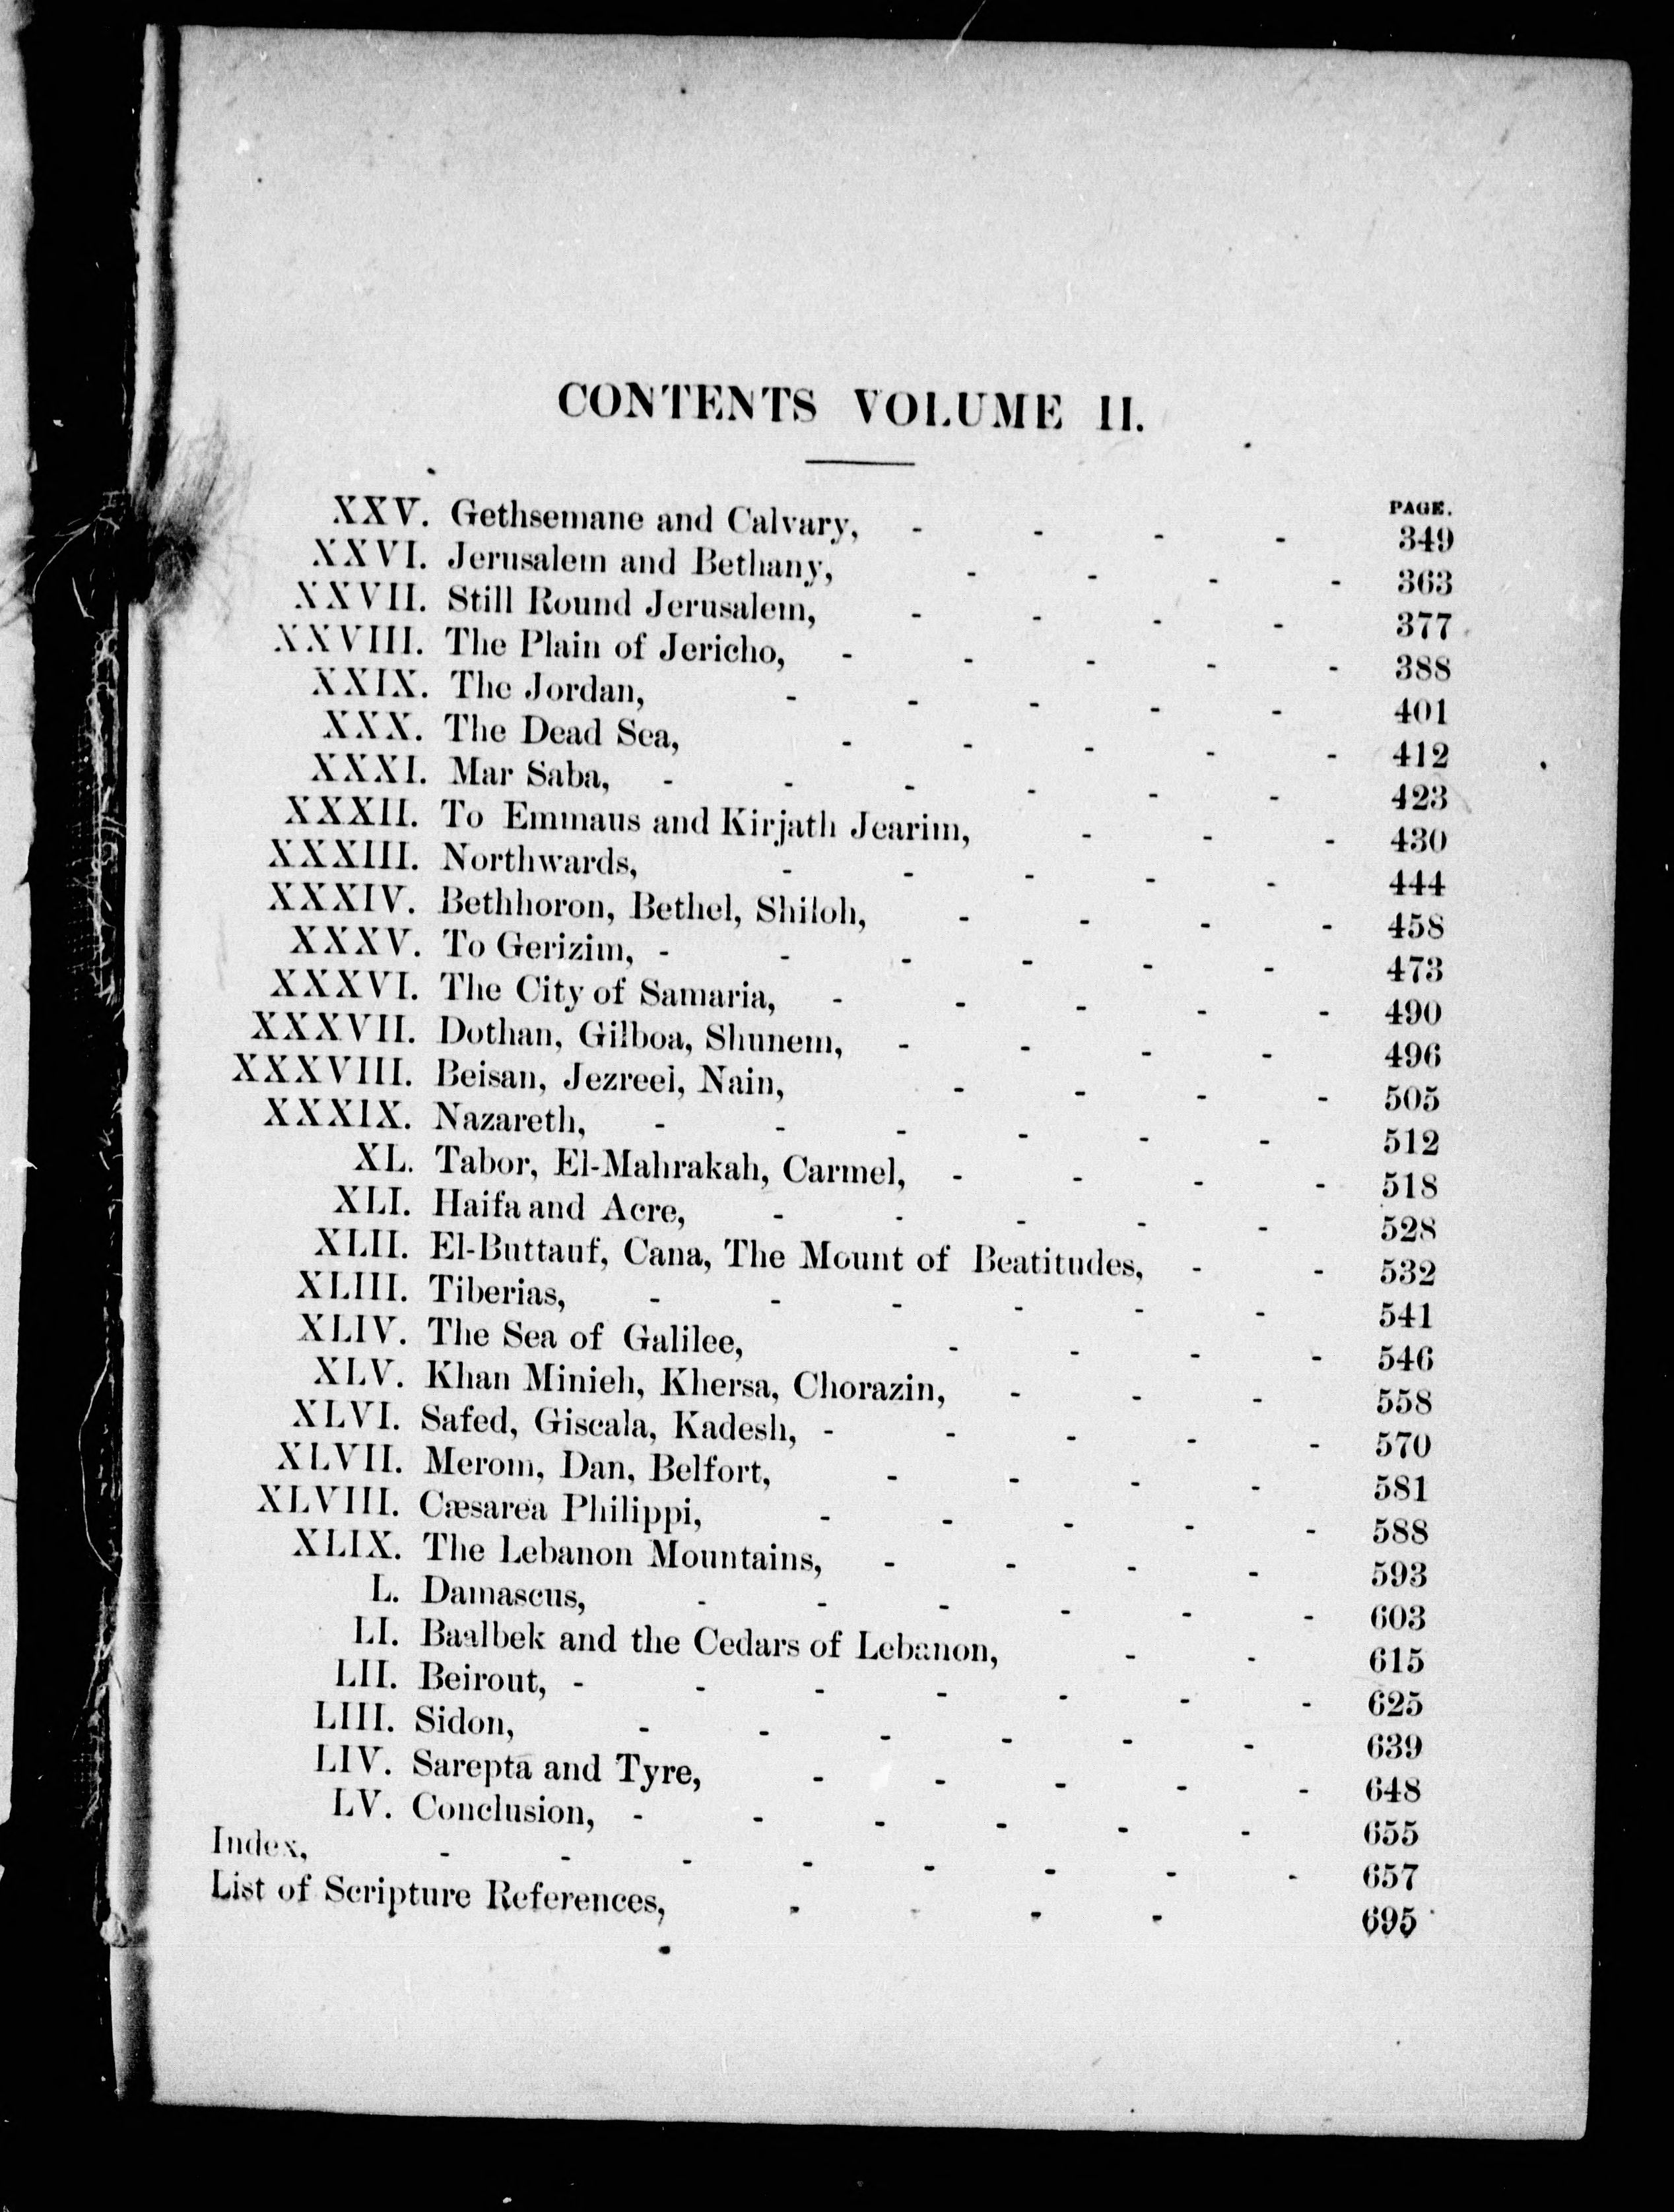 CONTENTS VOLUME II.
PAGE.
XXV. Gethsemane and Calvary, - - - - 349
XXVI. Jerusalem and Bethany, - - - - 363
XXVII. Still Round Jerusalem, - - - - 377
XXVIII. The Plain of Jericho, - - - - - 388
XXIX. The Jordan, - - - - - 401
XXX. The Dead Sea, - - - - - 412
XXXI. Mar Saba, - - - - - - 423
XXXII. To Emmaus and Kirjath Jearim, - - - 430
XXXIII. Northwards, - - - - - 444
XXXIV. Bethhoron, Bethel, Shiloh, - - - - 458
XXXV. To Gerizim, - - - - - - 473
XXXVI. The City of Samaria, - - - - - 490
XXXVII. Dothan, Gilboa, Shunem, - - - - 496
XXXVIII. Beisan, Jezreel, Nain, - - - - 505
XXXIX. Nazareth, - - - - - - 512
XL. Tabor, El-Mahrakah, Carmel, - - - - 518
XLI. Haifa and Acre, - - - - - 528
XLII. El-Buttauf, Cana, The Mount of Beatitudes, - - 532
XLIII. Tiberias, - - - - - - 541
XLIV. The Sea of Galilee, - - - - 546
XLV. Khan Minieh, Khersa, Chorazin, - - - 558
XLVI. Safed, Giscala, Kadesh, - - - - - 570
XLVII. Merom, Dan, Belfort, - - - - 581
XLVIII. Cæsarea Philippi, - - - - - 588
XLIX. The Lebanon Mountains, - - - - 593
L. Damascus, - - - - - - 603
LI. Baalbek and the Cedars of Lebanon, - - 615
LII. Beirout, - - - - - - - 625
LIII. Sidon, - - - - - - 639
LIV. Sarepta and Tyre, - - - - - 648
LV. Conclusion, - - - - - - 655
Index, - - - - - - - - 657
List of Scripture References, - - - - 695